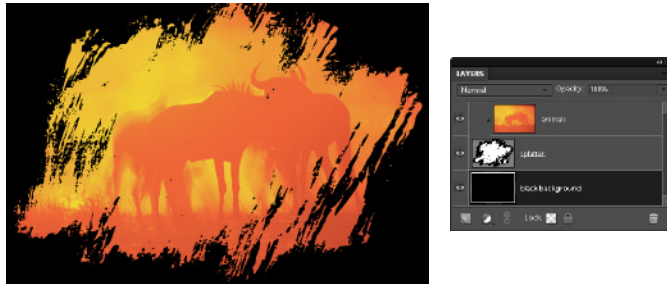 LAYERS
Normal Opacity: 100%
animals
splatter
black background
Lock: